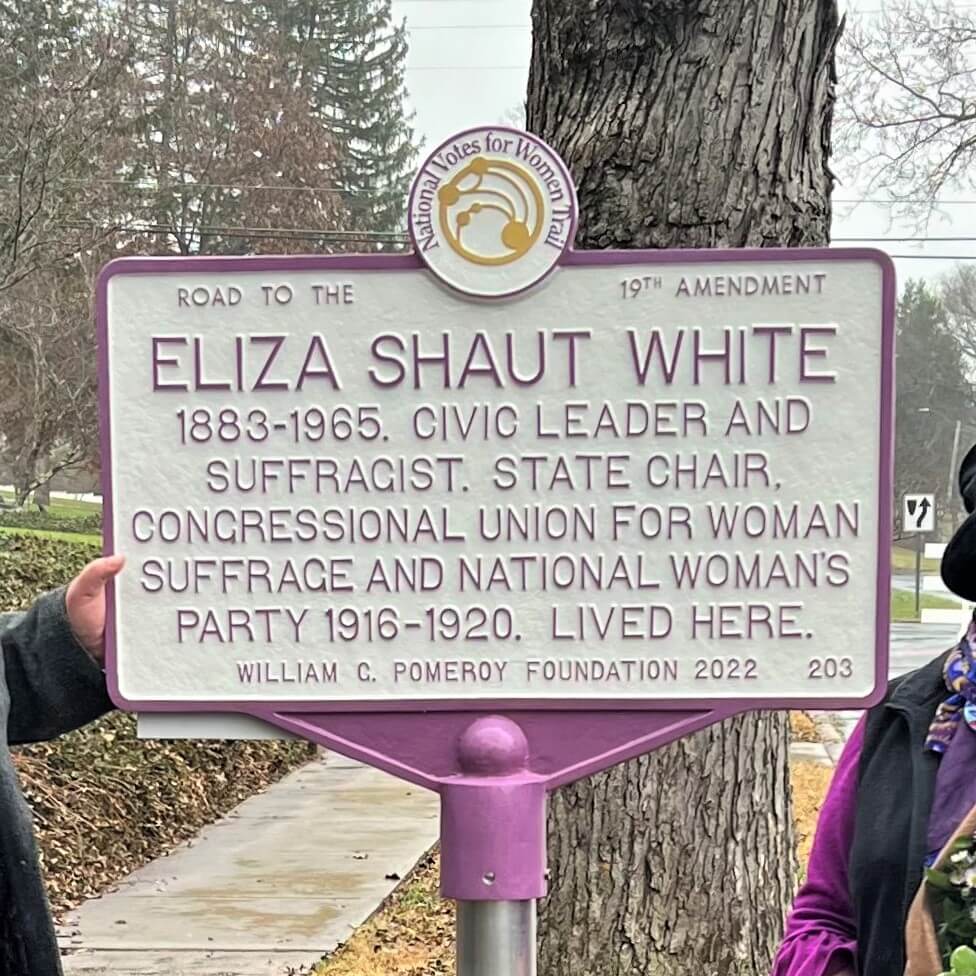 National Votes for Women Trail
ROAD TO THE 19TH AMENDMENT
ELIZA SHAUT WHITE
1883-1965. CIVIC LEADER AND
SUFFRAGIST. STATE CHAIR,
CONGRESSIONAL UNION FOR WOMAN
SUFFRAGE AND NATIONAL WOMAN'S
PARTY 1916-1920. LIVED HERE.
WILLIAM G. POMEROY FOUNDATION 2022 203